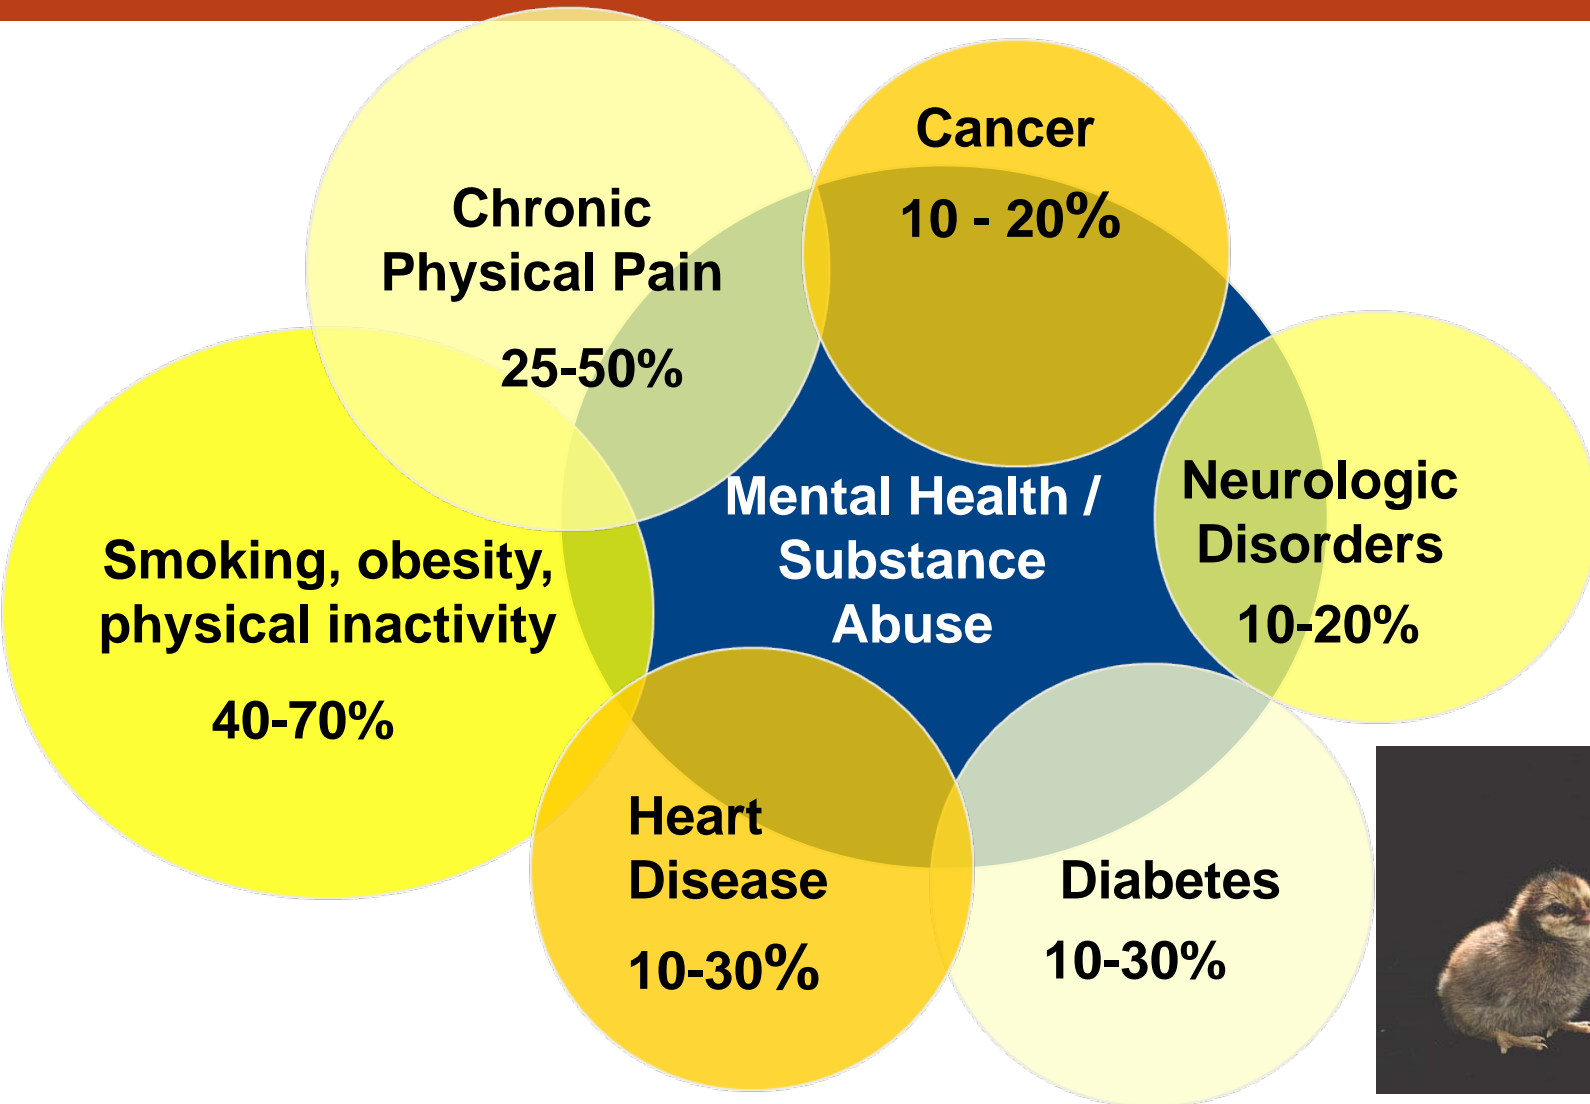 Cancer
10 - 20%
Chronic
Physical Pain
25-50%
Mental Health /
Substance
Abuse
Neurologic
Disorders
10-20%
Smoking, obesity,
physical inactivity
40-70%
Heart
Disease
10-30%
Diabetes
10-30%